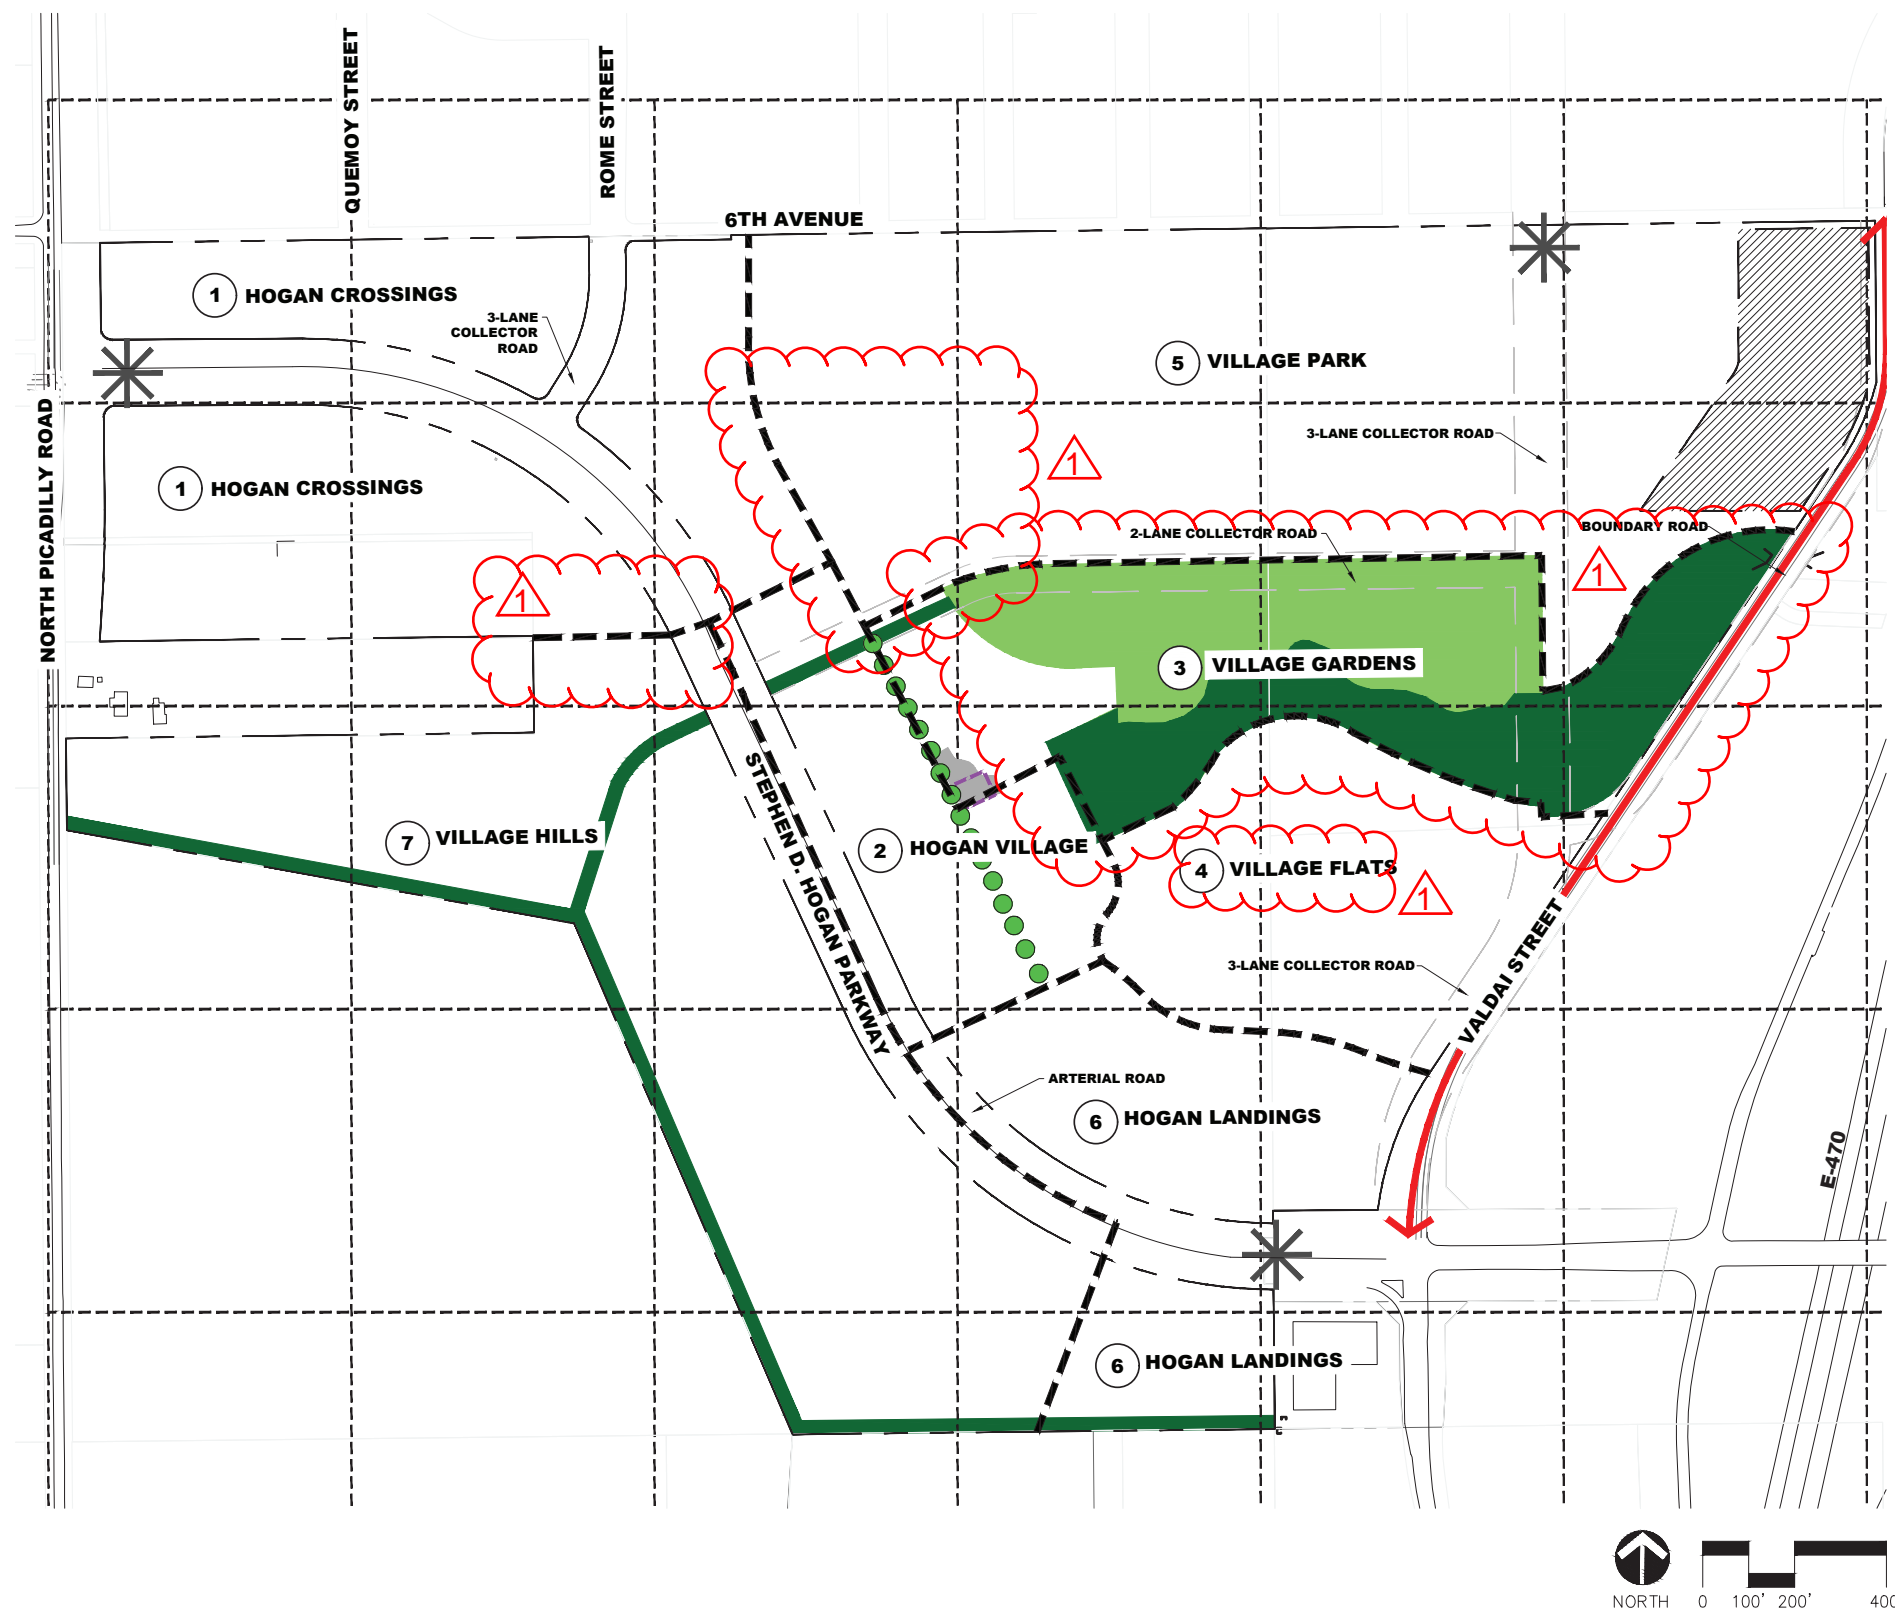 QUEMOY STREET
ROME STREET
6TH AVENUE
1 HOGAN CROSSINGS
3-LANE
COLLECTOR
ROAD
5 VILLAGE PARK
NORTH PICADILLY ROAD
3-LANE COLLECTOR ROAD
1
1 HOGAN CROSSINGS
2-LANE COLLECTOR ROAD
BOUNDARY ROAD
1
1
3 VILLAGE GARDENS
STEPHEN D. HOGAN PARKWAY
7 VILLAGE HILLS
2 HOGAN VILLAGE
4 VILLAGE FLATS
1
3-LANE COLLECTOR ROAD
VALDAI STREET
ARTERIAL ROAD
6 HOGAN LANDINGS
E-470
6 HOGAN LANDINGS
NORTH 0 100' 200' 400